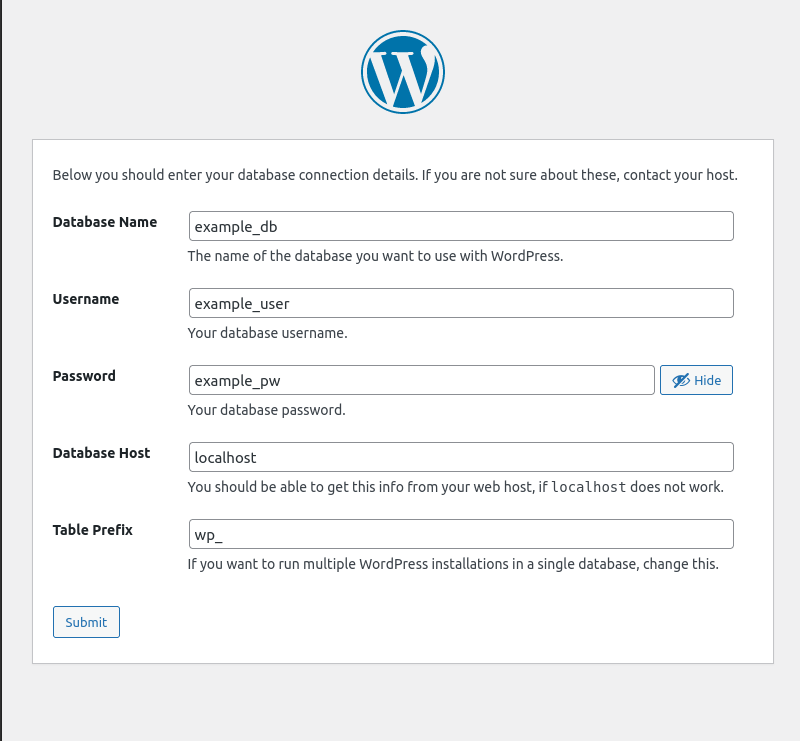 Below you should enter your database connection details. If you are not sure about these, contact your host.
Database Name
example_db
The name of the database you want to use with WordPress.
Username
example_user
Your database username.
Password
example_pw
Hide
Your database password.
Database Host
localhost
You should be able to get this info from your web host, if localhost does not work.
Table Prefix
wp_
If you want to run multiple WordPress installations in a single database, change this.
Submit